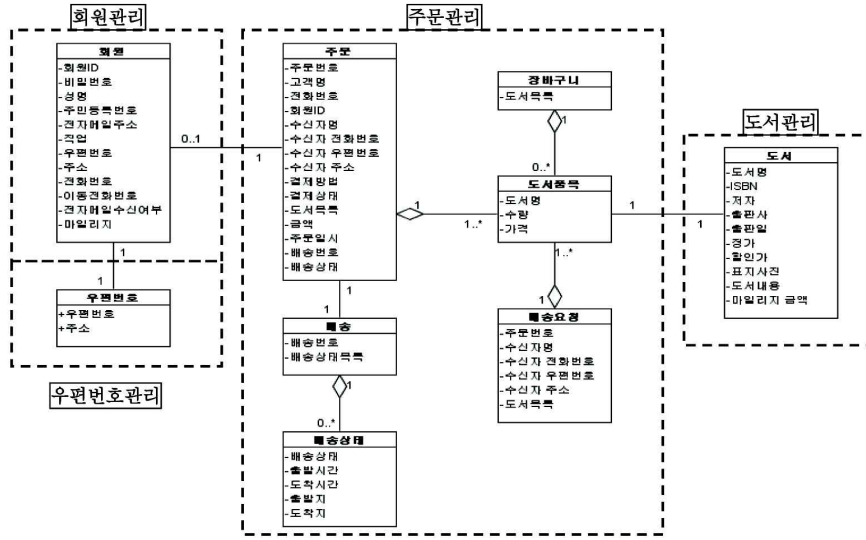 회원관리
회원
-회원ID
-비밀번호
-성명
-주민등록번호
-전자메일주소
-직업
-우편번호
-주소
-전화번호
-이동전화번호
-전자메일수신여부
-마일리지
0..1
1
1
1
우편번호
+우편번호
+주소
우편번호관리
주문관리
주문
-주문번호
-고객명
-전화번호
-회원ID
-수신자명
-수신자 전화번호
-수신자 우편번호
-수신자 주소
-결제방법
-결제상태
-도서목록
-금액
-주문일시
-배송번호
-배송상태
1
1..*
1
1
배송
-배송번호
-배송상태목록
1
0..*
배송상태
-배송상태
-출발시간
-도착시간
-출발지
-도착지
장바구니
-도서목록
1
0..*
도서품목
-도서명
-수량
-가격
1
1
1..*
1
배송요청
-주문번호
-수신자명
-수신자 전화번호
-수신자 우편번호
-수신자 주소
-도서목록
도서관리
도서
-도서명
-ISBN
-저자
-출판사
-출판일
-정가
-할인가
-표지사진
-도서내용
-마일리지 금액